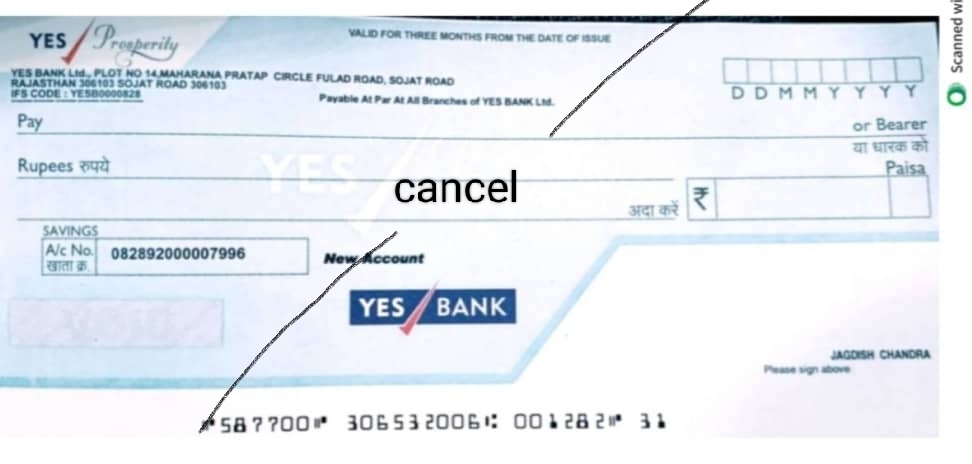 YES Prosperity
VALID FOR THREE MONTHS FROM THE DATE OF ISSUE
YES BANK Ltd., PLOT NO 14,MAHARANA PRATAP CIRCLE FULAD ROAD, SOJAT ROAD
RAJASTHAN 306103 SOJAT ROAD 306103
IFS CODE : YESB0000828
Payable At Par At All Branches of YES BANK Ltd.
D D M M Y Y Y Y
Pay
or Bearer
या धारक को
Rupees रुपये
Paisa
YES
cancel
अदा करें ₹
SAVINGS
A/c No. 082892000007996
खाता क्र.
New Account
YES BANK
VOID
JAGDISH CHANDRA
Please sign above
⑈587700⑈ 306532006⑆ 001282⑈ 31
Scanned wi